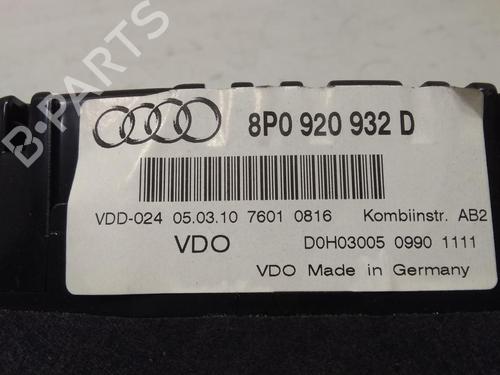 B-PARTS
8P0 920 932 D
VDD-024 05.03.10 7601 0816 Kombiinstr. AB2
VDO D0H03005 0990 1111
VDO Made in Germany